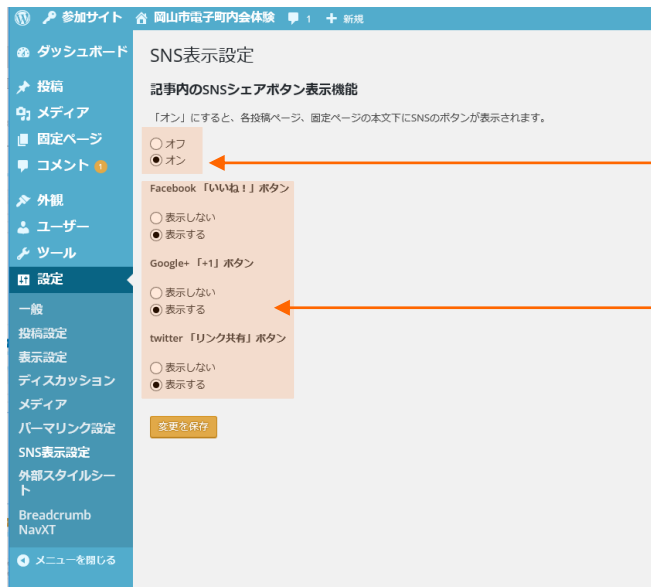 参加サイト 岡山市電子町内会体験 1 新規
ダッシュボード
投稿
メディア
固定ページ
コメント 1
外観
ユーザー
ツール
設定
一般
投稿設定
表示設定
ディスカッション
メディア
パーマリンク設定
SNS表示設定
外部スタイルシー
ト
Breadcrumb
NavXT
メニューを閉じる
SNS表示設定
記事内のSNSシェアボタン表示機能
「オン」にすると、各投稿ページ、固定ページの本文下にSNSのボタンが表示されます。
オフ
オン
Facebook「いいね！」ボタン
表示しない
表示する
Google+「+1」ボタン
表示しない
表示する
twitter「リンク共有」ボタン
表示しない
表示する
変更を保存